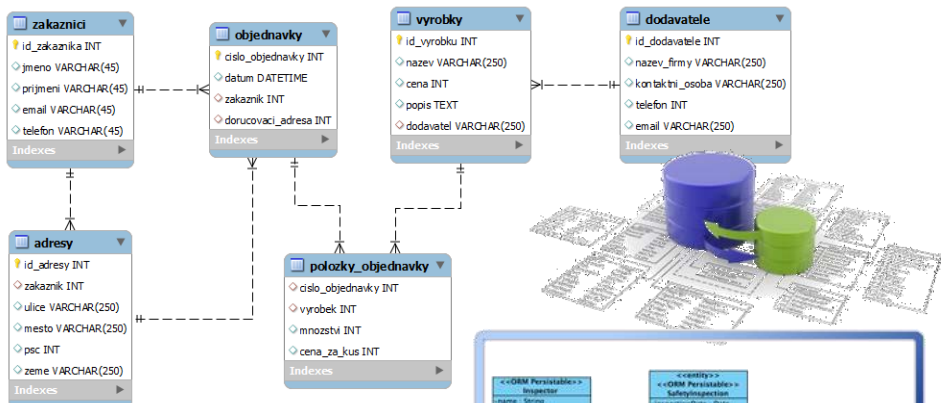 zakaznici
id_zakaznika INT
jmeno VARCHAR(45)
prijmeni VARCHAR(45)
email VARCHAR(45)
telefon VARCHAR(45)
Indexes
objednavky
cislo_objednavky INT
datum DATETIME
zakaznik INT
dorucovaci_adresa INT
Indexes
vyrobky
id_vyrobku INT
nazev VARCHAR(250)
cena INT
popis TEXT
dodavatel VARCHAR(250)
Indexes
dodavatele
id_dodavatele INT
nazev_firmy VARCHAR(250)
kontaktni_osoba VARCHAR(250)
telefon INT
email VARCHAR(250)
Indexes
adresy
id_adresy INT
zakaznik INT
ulice VARCHAR(250)
mesto VARCHAR(250)
psc INT
zeme VARCHAR(250)
Indexes
polozky_objednavky
cislo_objednavky INT
vyrobek INT
mnozstvi INT
cena_za_kus INT
Indexes
<<ORM Persistable>>
Inspector
-name : String
<<entity>>
<<ORM Persistable>>
SafetyInspection